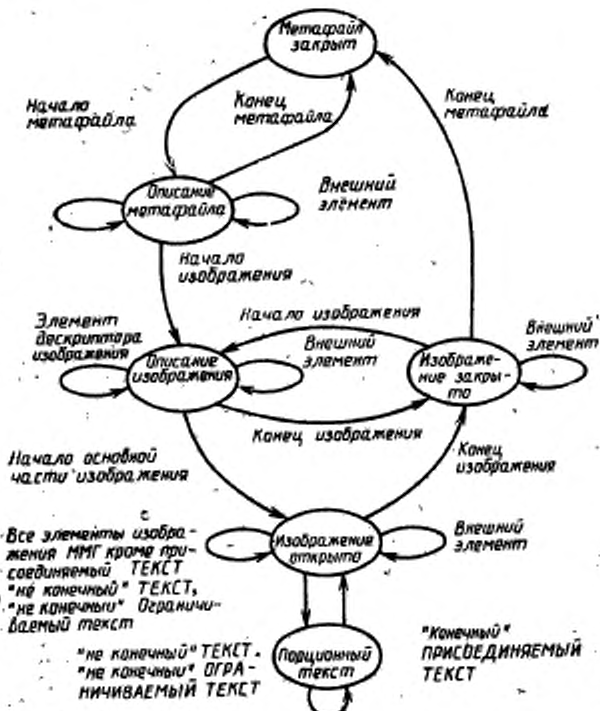 Метафайл
закрыт
Начало
метафайла
Конец
метафайла
Конец
метафайла
Описание
метафайла
Внешний
элемент
Начало
изображения
Элемент
дескриптора
изображения
Начало изображения
Внешний
элемент
Внешний
элемент
Описание
изображения
Изображе-
ение закры-
то
Конец изображения
Начало основной
части изображения
Конец
изображения
Все элементы изобра-
жения ММГ кроме при-
соединяемый ТЕКСТ
"не конечный" ТЕКСТ,
"не конечный" Ограничи-
ваемый текст
Изображение
открыто
Внешний
элемент
"не конечный" ТЕКСТ.
"не конечный" ОГРА-
НИЧИВАЕМЫЙ ТЕКСТ
Порционный
текст
"Конечный"
ПРИСОЕДИНЯЕМЫЙ
ТЕКСТ